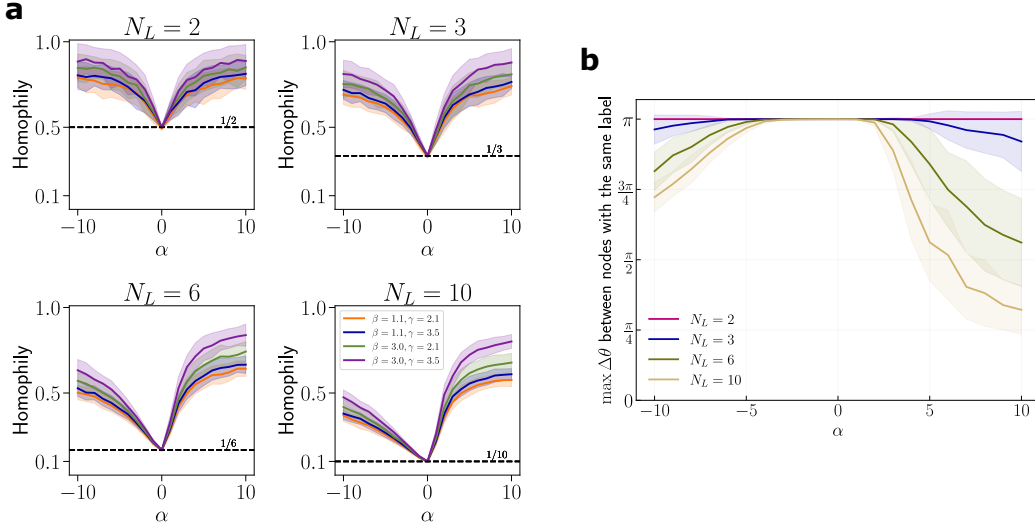 a
N_L = 2
Homophily
1.0
0.5
0.1
1/2
−10
0
10
α
N_L = 3
Homophily
1.0
0.5
0.1
1/3
−10
0
10
α
N_L = 6
Homophily
1.0
0.5
0.1
1/6
−10
0
10
α
N_L = 10
Homophily
1.0
0.5
0.1
β = 1.1, γ = 2.1
β = 1.1, γ = 3.5
β = 3.0, γ = 2.1
β = 3.0, γ = 3.5
1/10
−10
0
10
α
b
max Δθ between nodes with the same label
π
3π/4
π/2
π/4
0
N_L = 2
N_L = 3
N_L = 6
N_L = 10
−10
−5
0
5
10
α